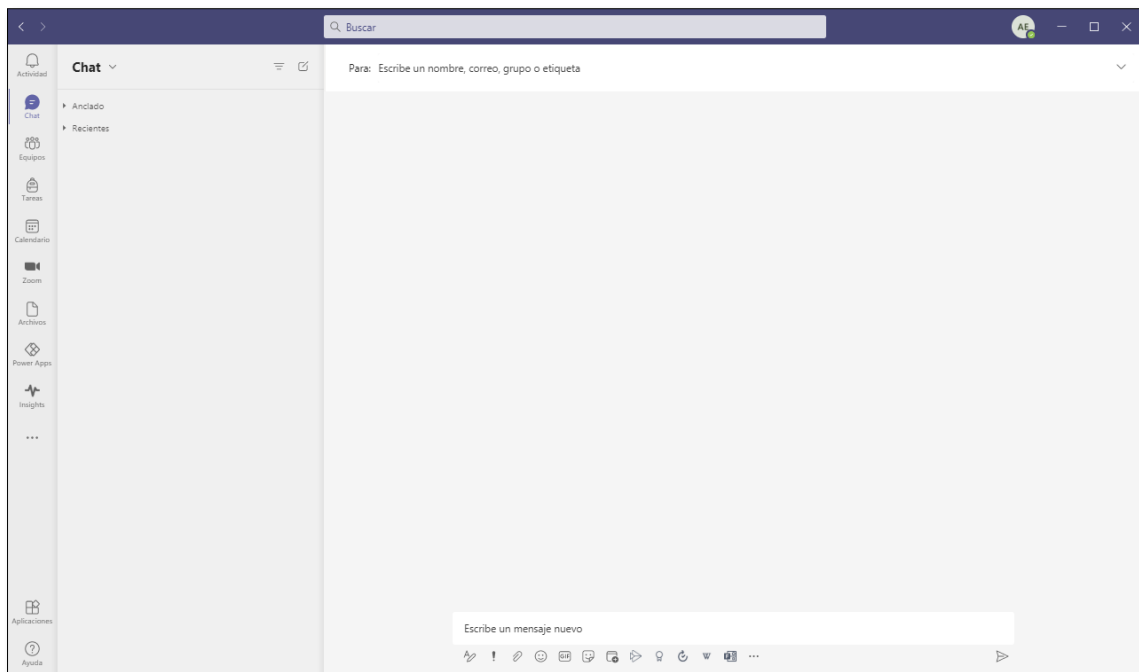 Buscar
AE
Actividad
Chat
Equipos
Tareas
Calendario
Zoom
Archivos
Power Apps
Insights
Aplicaciones
Ayuda
Chat
Anclado
Recientes
Para: Escribe un nombre, correo, grupo o etiqueta
Escribe un mensaje nuevo
GIF
W